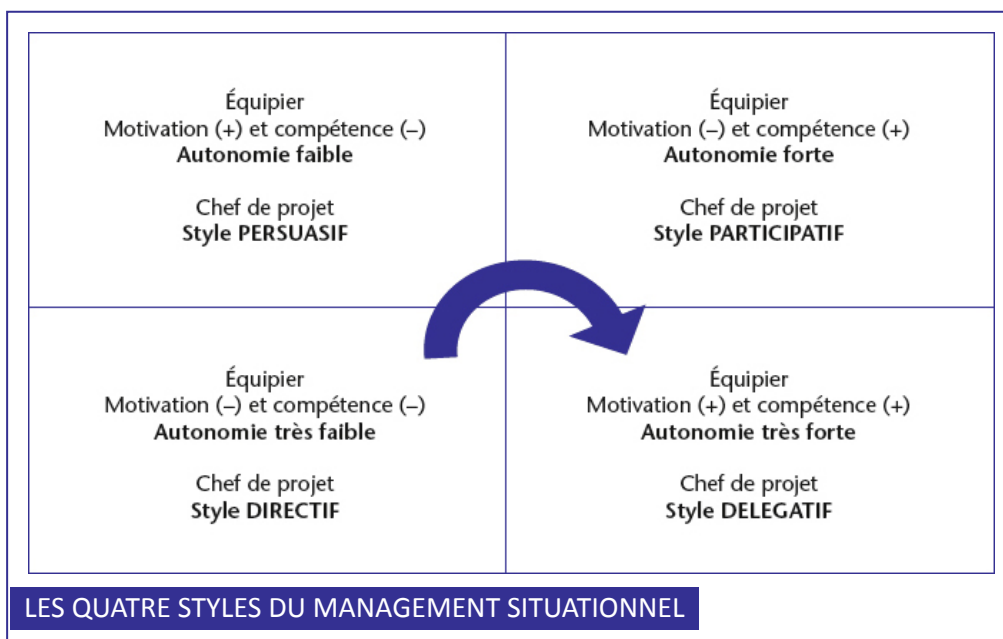 Équipier
Motivation (+) et compétence (–)
Autonomie faible
Chef de projet
Style PERSUASIF
Équipier
Motivation (–) et compétence (+)
Autonomie forte
Chef de projet
Style PARTICIPATIF
Équipier
Motivation (–) et compétence (–)
Autonomie très faible
Chef de projet
Style DIRECTIF
Équipier
Motivation (+) et compétence (+)
Autonomie très forte
Chef de projet
Style DELEGATIF
LES QUATRE STYLES DU MANAGEMENT SITUATIONNEL